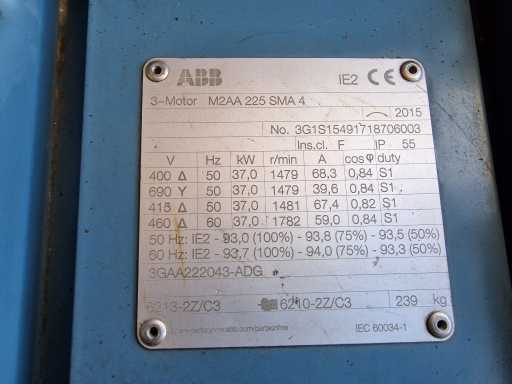 ABB IE2 CE
3~Motor M2AA 225 SMA 4
2015
No. 3G1S15491718706003
Ins.cl. F IP 55
V Hz kW r/min A cos φ duty
400 Δ 50 37,0 1479 68,3 0,84 S1
690 Y 50 37,0 1479 39,6 0,84 S1
415 Δ 50 37,0 1481 67,4 0,82 S1
460 Δ 60 37,0 1782 59,0 0,84 S1
50 Hz: IE2 - 93,0 (100%) - 93,8 (75%) - 93,5 (50%)
60 Hz: IE2 - 93,7 (100%) - 94,0 (75%) - 93,3 (50%)
3GAA222043-ADG
6213-2Z/C3 6210-2Z/C3 239 kg
IEC 60034-1